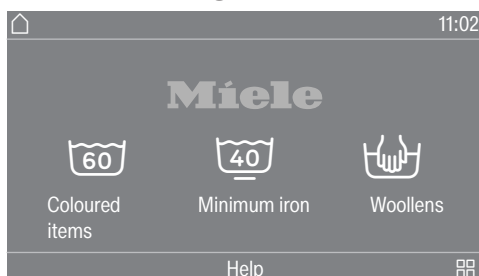 11:02
Miele
60
40
Coloured
items
Minimum iron
Woollens
Help